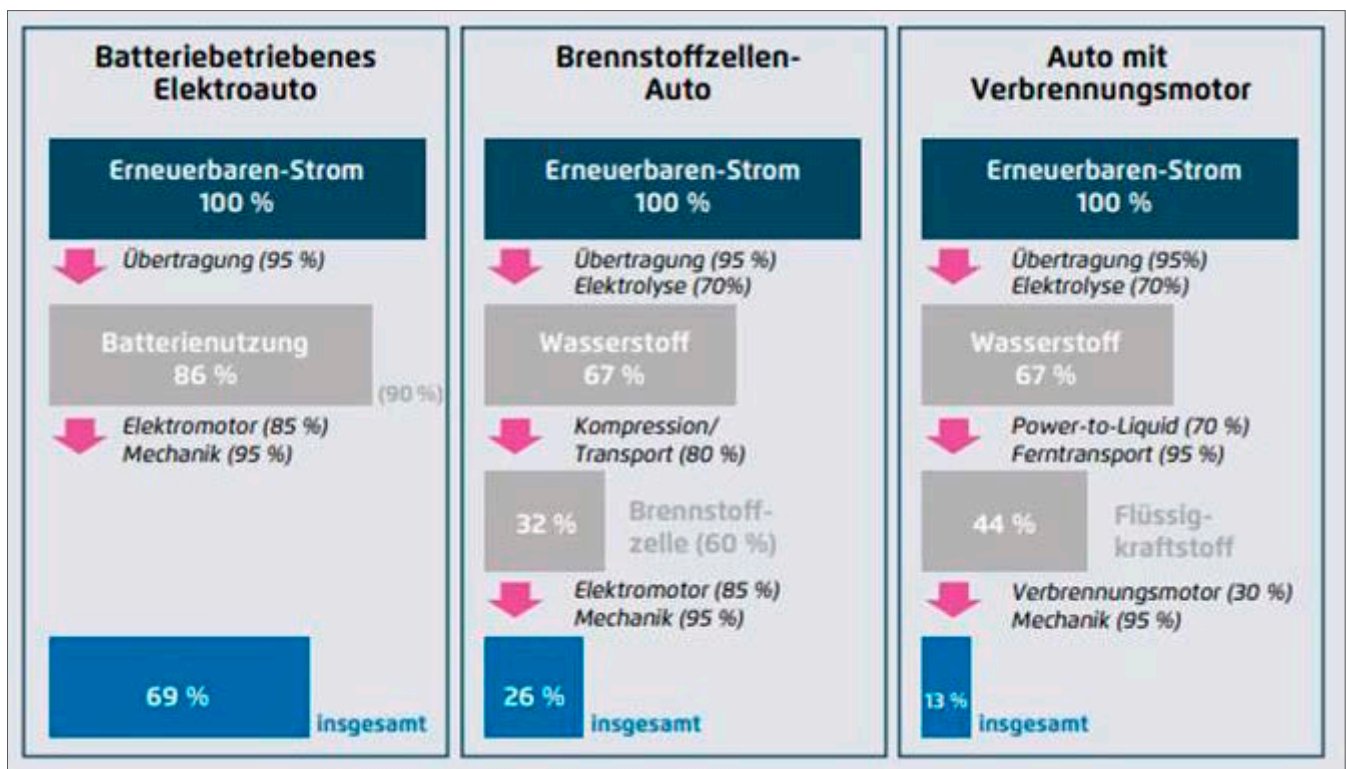 Batteriebetriebenes
Elektroauto
Erneuerbaren-Strom
100 %
Übertragung (95 %)
Batterienutzung
86 %
(90 %)
Elektromotor (85 %)
Mechanik (95 %)
69 %
insgesamt
Brennstoffzellen-
Auto
Erneuerbaren-Strom
100 %
Übertragung (95 %)
Elektrolyse (70%)
Wasserstoff
67 %
Kompression/
Transport (80 %)
32 %
Brennstoff-
zelle (60 %)
Elektromotor (85 %)
Mechanik (95 %)
26 %
insgesamt
Auto mit
Verbrennungsmotor
Erneuerbaren-Strom
100 %
Übertragung (95%)
Elektrolyse (70%)
Wasserstoff
67 %
Power-to-Liquid (70 %)
Ferntransport (95 %)
44 %
Flüssig-
kraftstoff
Verbrennungsmotor (30 %)
Mechanik (95 %)
13 %
insgesamt